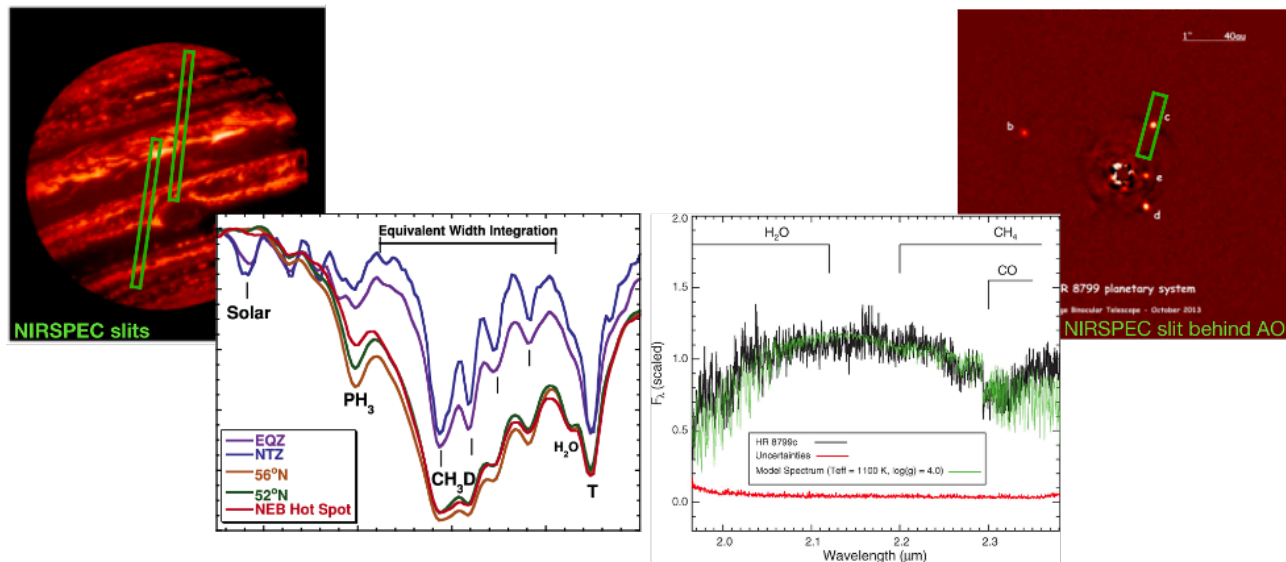 NIRSPEC slits
Equivalent Width Integration
Solar
PH3
CH3D
H2O
T
EQZ
NTZ
56°N
52°N
NEB Hot Spot
1" 40au
b
c
e
d
HR 8799 planetary system
Binocular Telescope - October 2013
NIRSPEC slit behind AO
H2O
CH4
CO
2.0
1.5
1.0
0.5
0.0
Fλ (scaled)
HR 8799c
Uncertainties
Model Spectrum (Teff = 1100 K, log(g) = 4.0)
2.0 2.1 2.2 2.3
Wavelength (μm)